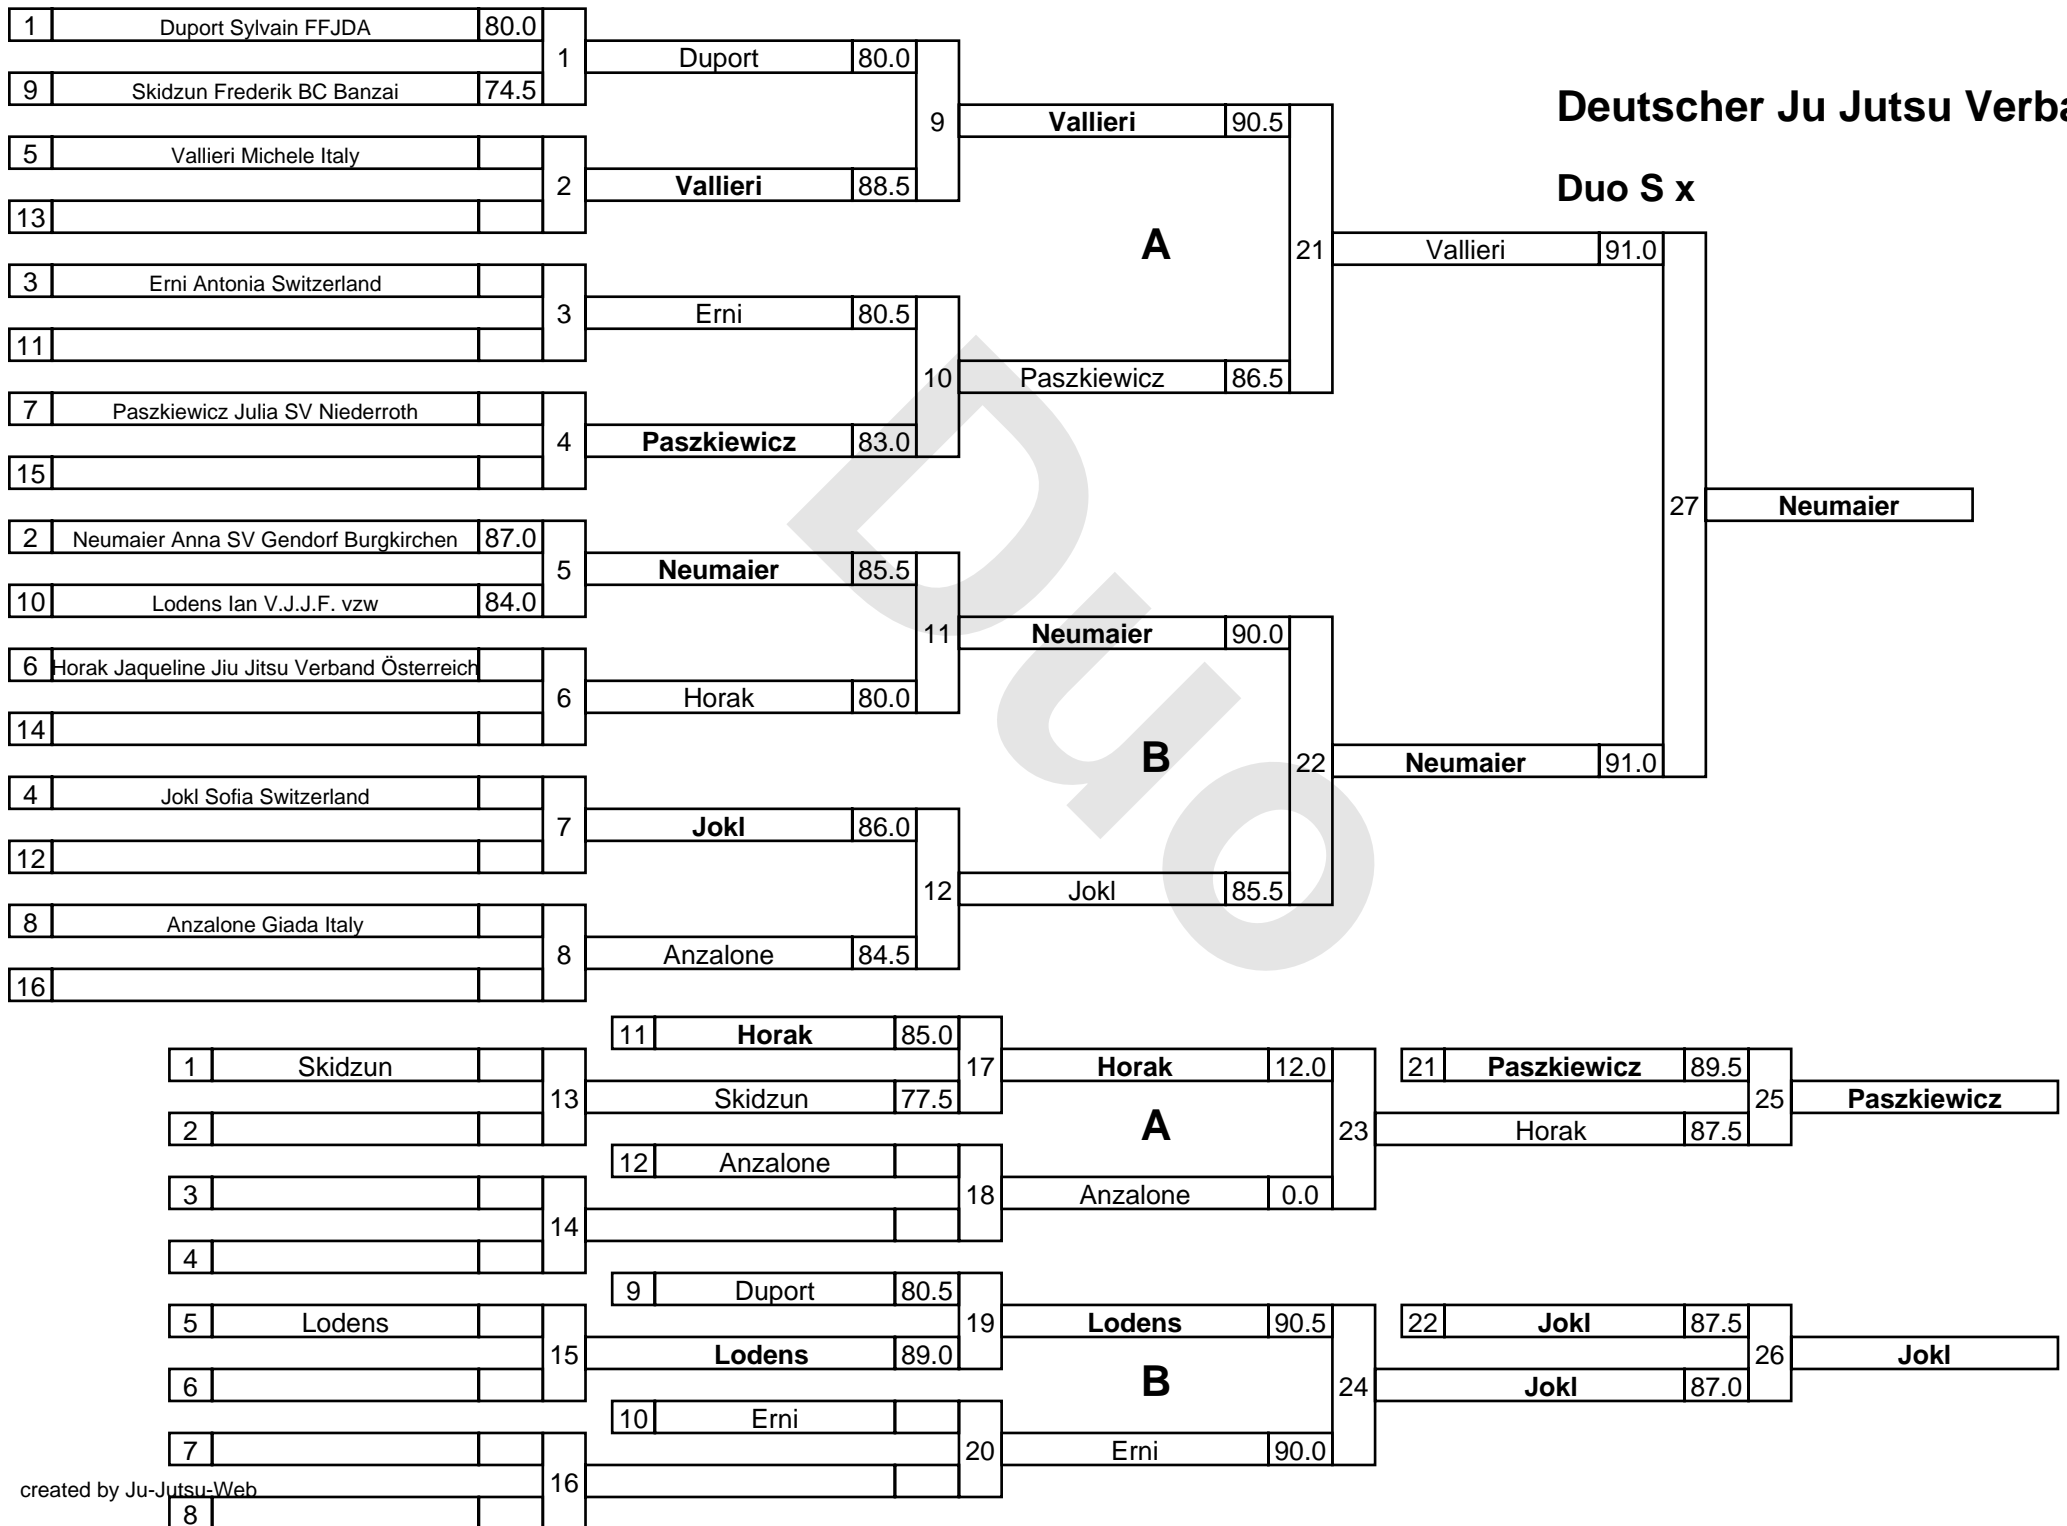 Deutscher Ju Jutsu Verba
Duo S x
1 Duport Sylvain FFJDA 80.0
9 Skidzun Frederik BC Banzai 74.5
1
5 Vallieri Michele Italy
13
2
3 Erni Antonia Switzerland
11
3
7 Paszkiewicz Julia SV Niederroth
15
4
2 Neumaier Anna SV Gendorf Burgkirchen 87.0
10 Lodens Ian V.J.J.F. vzw 84.0
5
6 Horak Jaqueline Jiu Jitsu Verband Österreich
14
6
4 Jokl Sofia Switzerland
12
7
8 Anzalone Giada Italy
16
8
Duport 80.0
Vallieri 88.5
9
Erni 80.5
Paszkiewicz 83.0
10
Neumaier 85.5
Horak 80.0
11
Jokl 86.0
Anzalone 84.5
12
Vallieri 90.5
A
Paszkiewicz 86.5
21
Neumaier 90.0
B
Jokl 85.5
22
Vallieri 91.0
Neumaier 91.0
27
Neumaier
Duo
1 Skidzun
2
13
3
4
14
5 Lodens
6
15
7
8
16
11 Horak 85.0
Skidzun 77.5
17
12 Anzalone
18
9 Duport 80.5
Lodens 89.0
19
10 Erni
20
Horak 12.0
A
Anzalone 0.0
23
Lodens 90.5
B
Erni 90.0
24
21 Paszkiewicz 89.5
Horak 87.5
25
Paszkiewicz
22 Jokl 87.5
Jokl 87.0
26
Jokl
created by Ju-Jutsu-Web